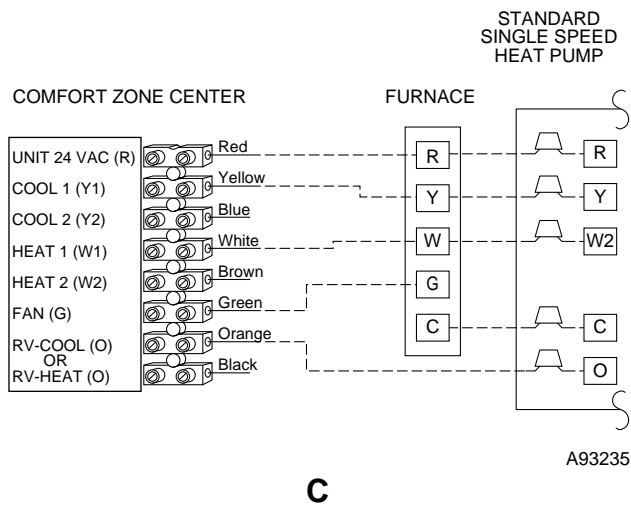 STANDARD
SINGLE SPEED
HEAT PUMP
COMFORT ZONE CENTER
FURNACE
UNIT 24 VAC (R)
Red
R
R
COOL 1 (Y1)
Yellow
Y
Y
COOL 2 (Y2)
Blue
HEAT 1 (W1)
White
W
W2
HEAT 2 (W2)
Brown
G
FAN (G)
Green
C
C
RV-COOL (O)
Orange
OR
RV-HEAT (O)
Black
O
A93235
C